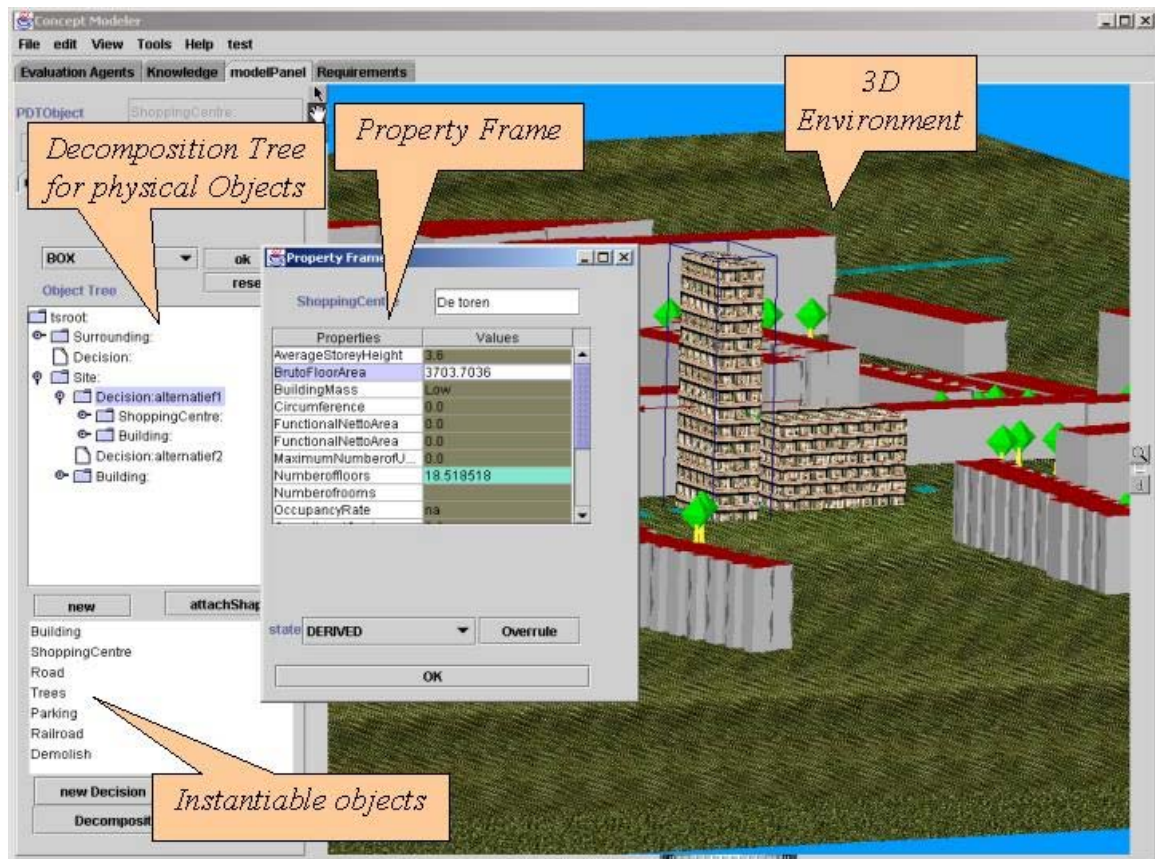 Concept Modeler
File edit View Tools Help test
Evaluation Agents Knowledge modelPanel Requirements
PDTObject ShoppingCentre:
Decomposition Tree
for physical Objects
Property Frame
3D
Environment
BOX ok
Object Tree
tsroot:
Surrounding:
Decision:
Site:
Decision:alternatief1
ShoppingCentre:
Building:
Decision:alternatief2
Building:
new
Building
ShoppingCentre
Road
Trees
Parking
Railroad
Demolish
new Decision
Instantiable objects
Property Frame
De toren
Properties Values
AverageStoreyHeight 3.6
BrutoFloorArea 3703.7036
BuildingMass Low
Circumference 0.0
FunctionalNettoArea 0.0
FunctionalNettoArea 0.0
MaximumNumberofU... 0.0
Numberoffloors 18.518518
Numberofrooms
OccupancyRate na
state DERIVED Overrule
OK